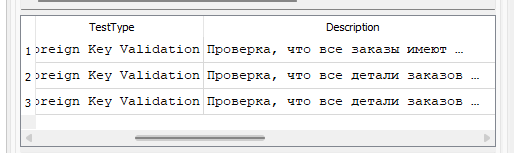 TestType Description
1 oreign Key Validation Проверка, что все заказы имеют …
2 oreign Key Validation Проверка, что все детали заказов …
3 oreign Key Validation Проверка, что все детали заказов …